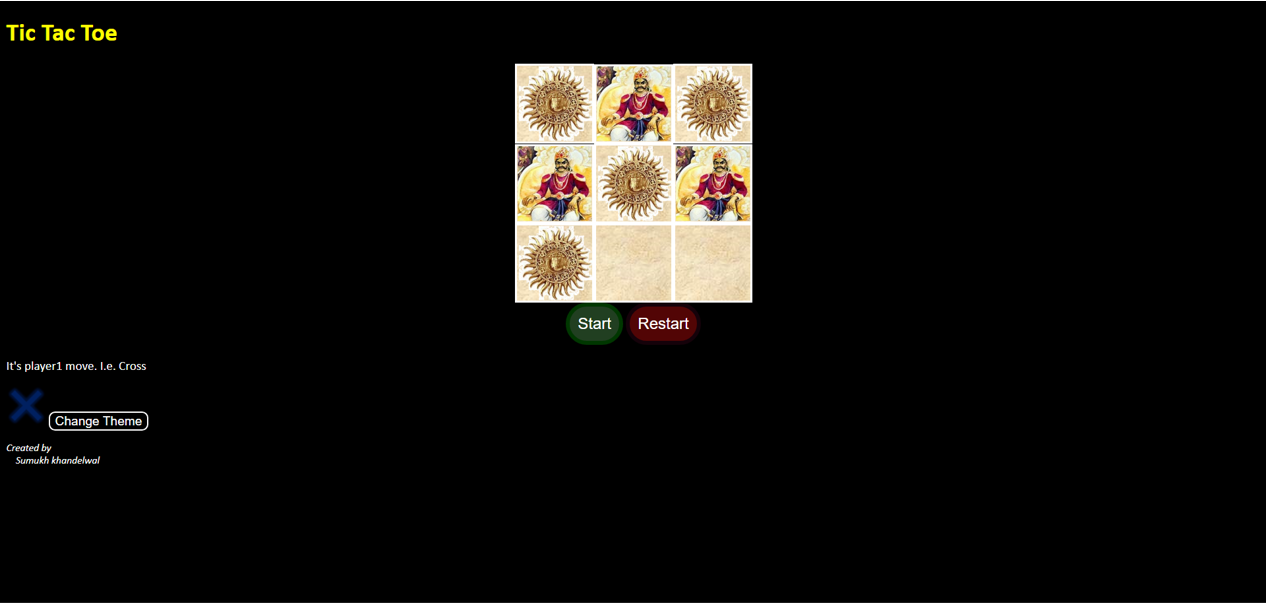 Tic Tac Toe
Start Restart
It's player1 move. I.e. Cross
Change Theme
Created by
Sumukh khandelwal